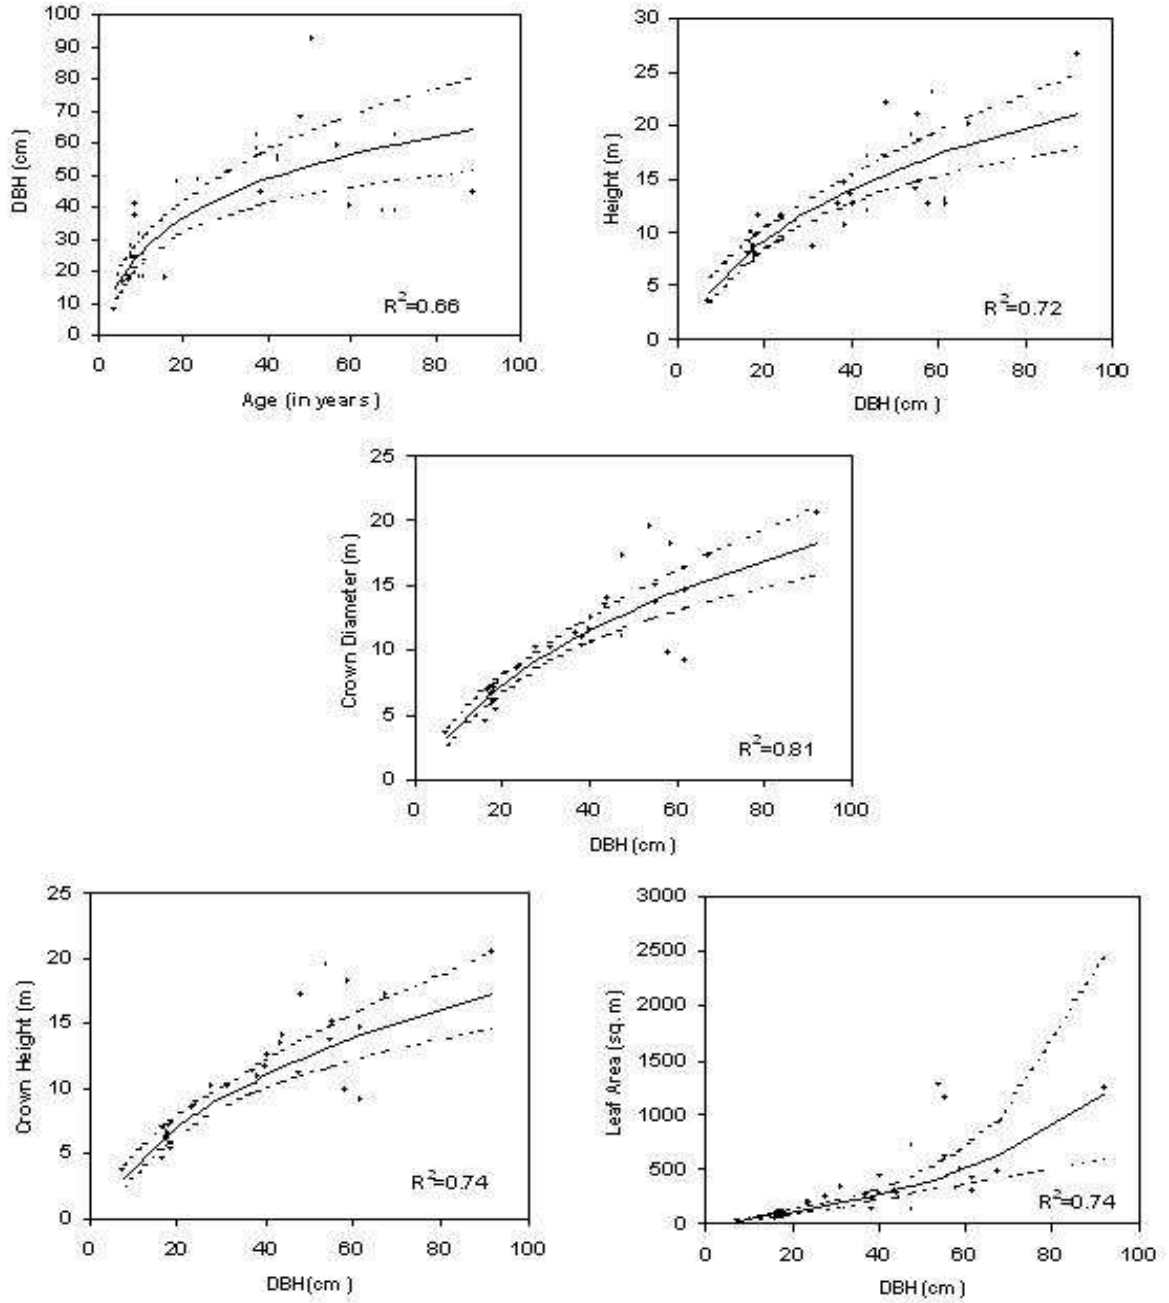 100
90
80
70
60
50
40
30
20
10
0
DBH (cm)
R²=0.66
0 20 40 60 80 100
Age (in years)
30
25
20
15
10
5
0
Height (m)
R²=0.72
0 20 40 60 80 100
DBH (cm)
25
20
15
10
5
0
Crown Diameter (m)
R²=0.81
0 20 40 60 80 100
DBH (cm)
25
20
15
10
5
0
Crown Height (m)
R²=0.74
0 20 40 60 80 100
DBH (cm)
3000
2500
2000
1500
1000
500
0
Leaf Area (sq. m)
R²=0.74
0 20 40 60 80 100
DBH (cm)